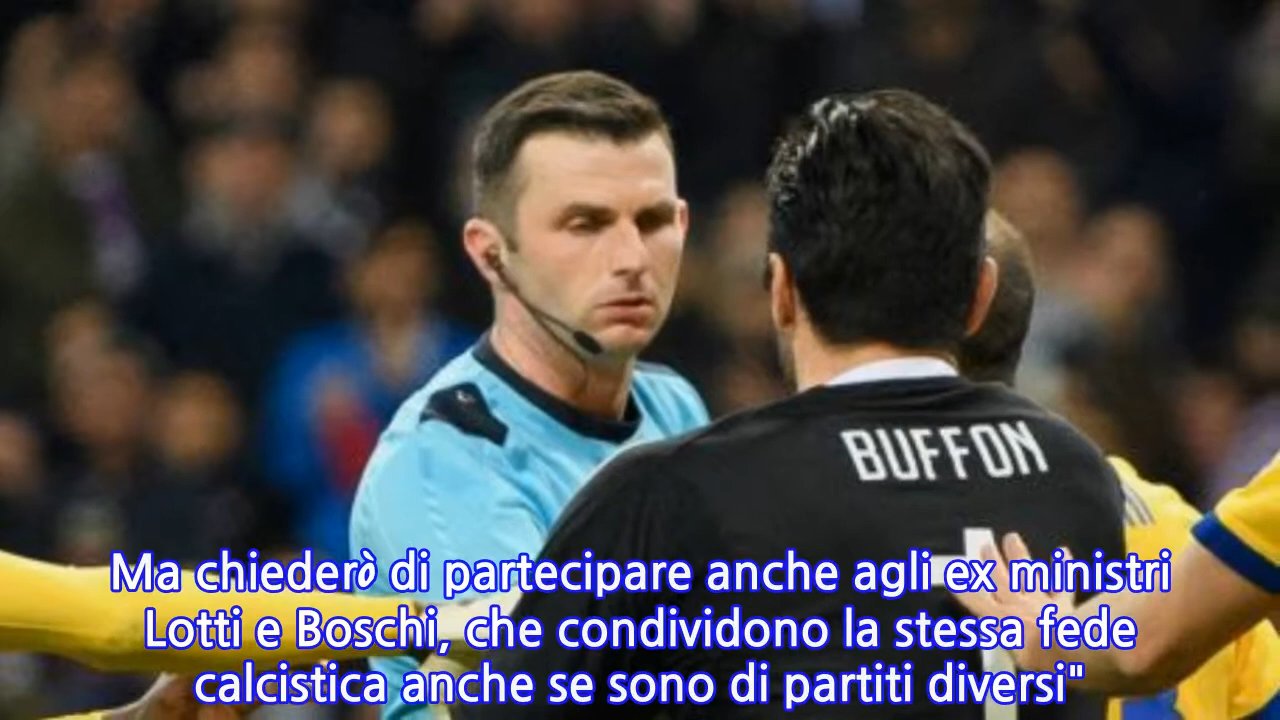 BUFFON
1
Ma chiederò di partecipare anche agli ex ministri
Lotti e Boschi, che condividono la stessa fede
calcistica anche se sono di partiti diversi"